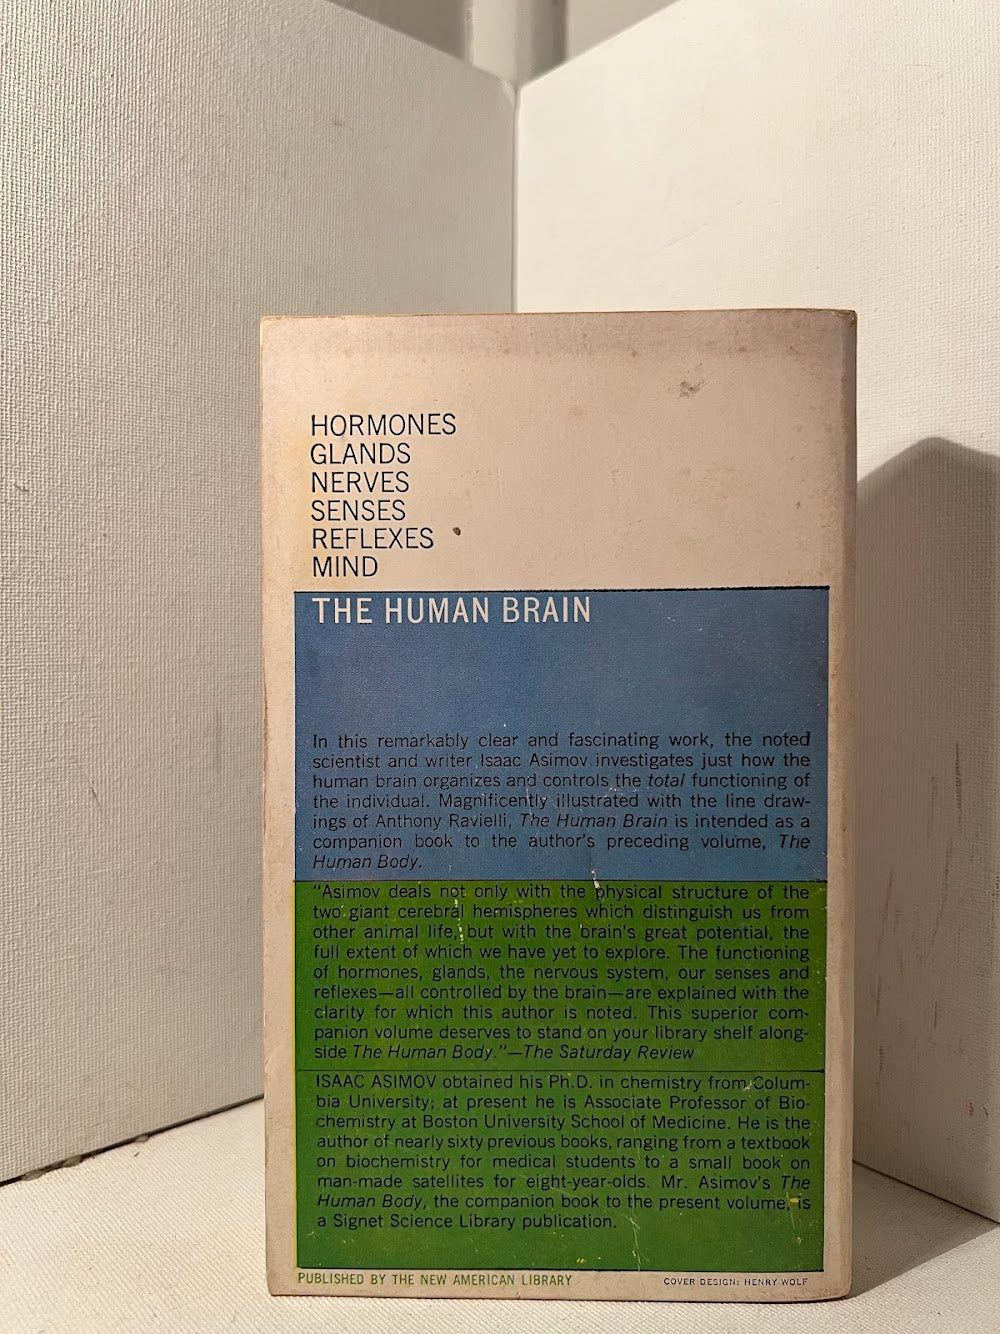 HORMONES
GLANDS
NERVES
SENSES
REFLEXES
MIND
THE HUMAN BRAIN
In this remarkably clear and fascinating work, the noted
scientist and writer Isaac Asimov investigates just how the
human brain organizes and controls the total functioning of
the individual. Magnificently illustrated with the line draw-
ings of Anthony Ravielli, The Human Brain is intended as a
companion book to the author's preceding volume, The
Human Body.
"Asimov deals not only with the physical structure of the
two giant cerebral hemispheres which distinguish us from
other animal life, but with the brain's great potential, the
full extent of which we have yet to explore. The functioning
of hormones, glands, the nervous system, our senses and
reflexes—all controlled by the brain—are explained with the
clarity for which this author is noted. This superior com-
panion volume deserves to stand on your library shelf along-
side The Human Body."—The Saturday Review
ISAAC ASIMOV obtained his Ph.D. in chemistry from Colum-
bia University; at present he is Associate Professor of Bio-
chemistry at Boston University School of Medicine. He is the
author of nearly sixty previous books, ranging from a textbook
on biochemistry for medical students to a small book on
man-made satellites for eight-year-olds. Mr. Asimov's The
Human Body, the companion book to the present volume, is
a Signet Science Library publication.
PUBLISHED BY THE NEW AMERICAN LIBRARY
COVER DESIGN: HENRY WOLF